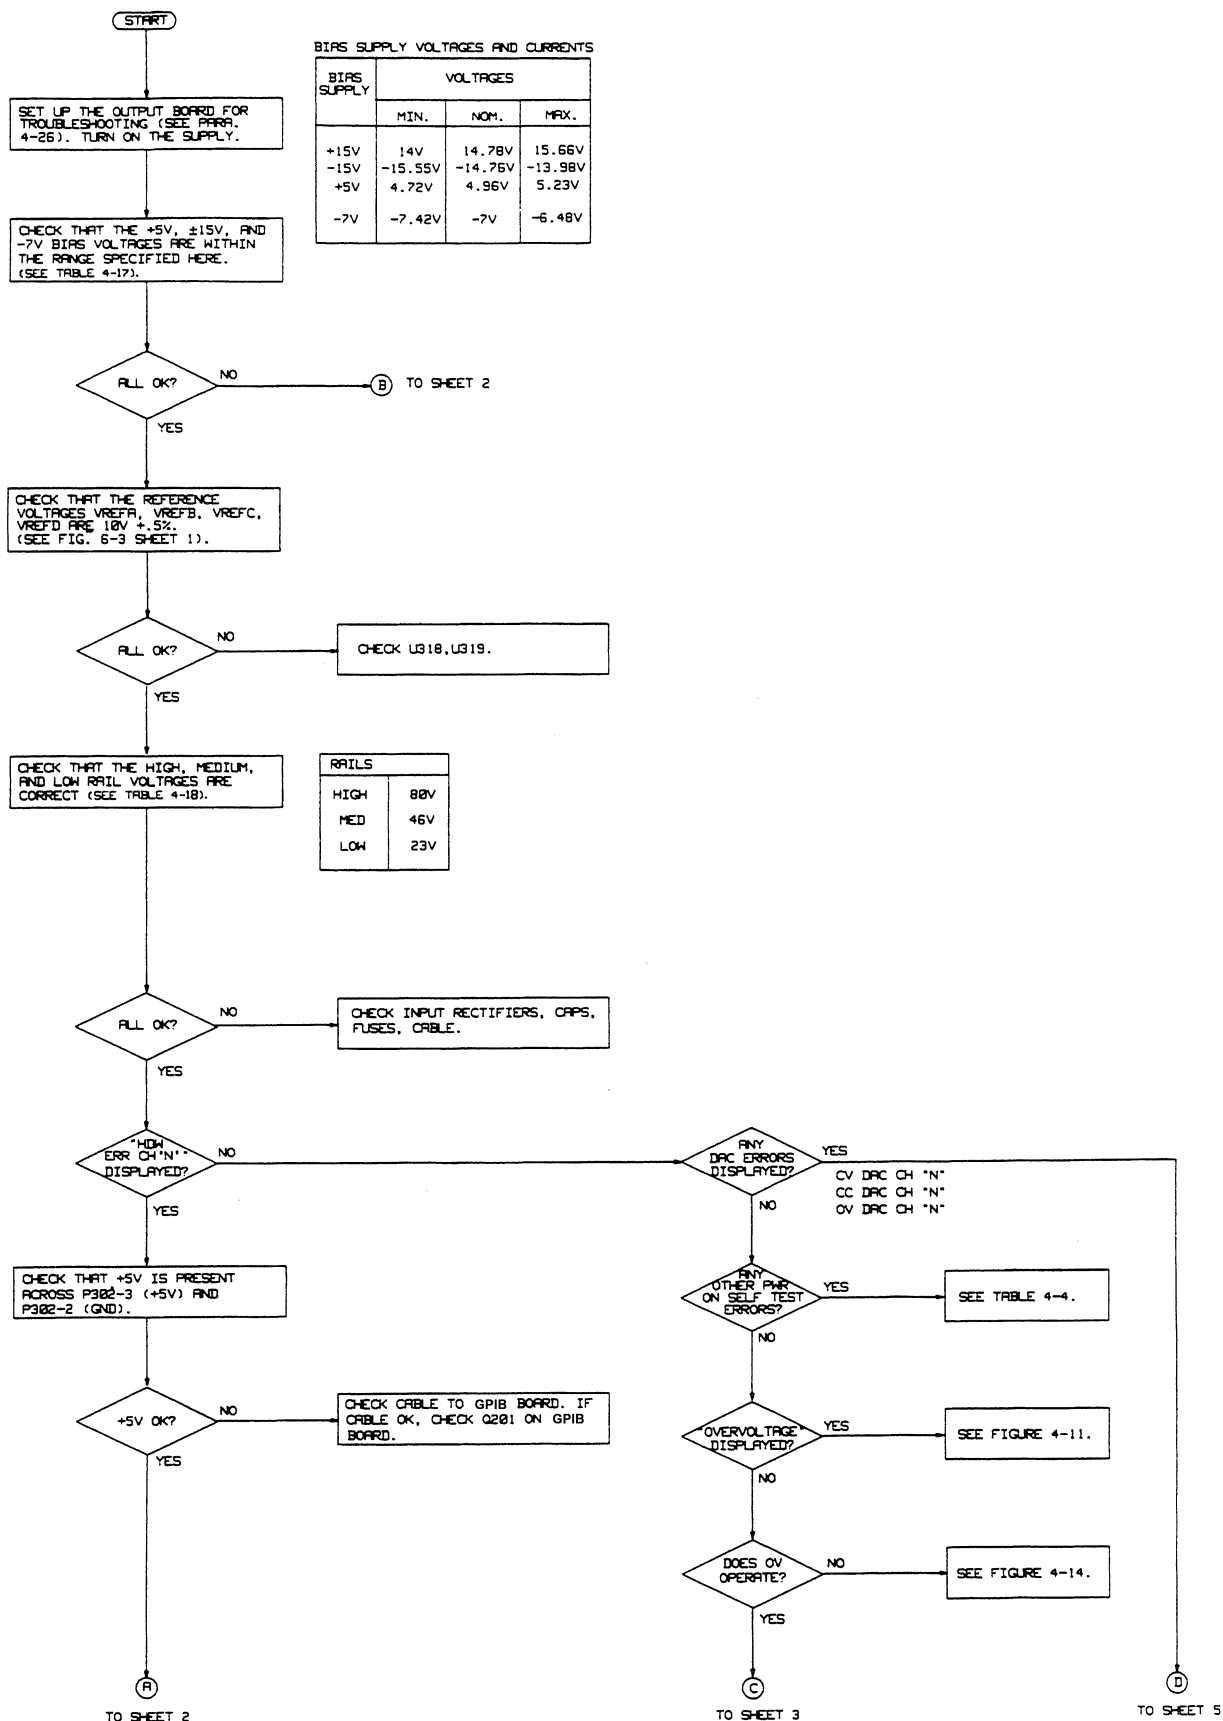 START
SET UP THE OUTPUT BOARD FOR
TROUBLESHOOTING (SEE PARA.
4-26). TURN ON THE SUPPLY.
BIAS SUPPLY VOLTAGES AND CURRENTS
BIAS SUPPLY VOLTAGES
MIN. NOM. MAX.
+15V 14V 14.78V 15.66V
-15V -15.55V -14.76V -13.98V
+5V 4.72V 4.96V 5.23V
-7V -7.42V -7V -6.48V
CHECK THAT THE +5V, ±15V, AND
-7V BIAS VOLTAGES ARE WITHIN
THE RANGE SPECIFIED HERE.
(SEE TABLE 4-17).
ALL OK?
NO
B TO SHEET 2
YES
CHECK THAT THE REFERENCE
VOLTAGES VREFA, VREFB, VREFC,
VREFD ARE 10V +.5%.
(SEE FIG. 6-3 SHEET 1).
ALL OK?
NO
CHECK U318,U319.
YES
CHECK THAT THE HIGH, MEDIUM,
AND LOW RAIL VOLTAGES ARE
CORRECT (SEE TABLE 4-18).
RAILS
HIGH 80V
MED 46V
LOW 23V
ALL OK?
NO
CHECK INPUT RECTIFIERS, CAPS,
FUSES, CABLE.
YES
"HDW
ERR CH'N'"
DISPLAYED?
NO
YES
ANY
DAC ERRORS
DISPLAYED?
YES
CV DAC CH "N"
CC DAC CH "N"
OV DAC CH "N"
NO
CHECK THAT +5V IS PRESENT
ACROSS P302-3 (+5V) AND
P302-2 (GND).
ANY
OTHER PWR
ON SELF TEST
ERRORS?
YES
SEE TABLE 4-4.
NO
+5V OK?
NO
CHECK CABLE TO GPIB BOARD. IF
CABLE OK, CHECK Q201 ON GPIB
BOARD.
YES
"OVERVOLTAGE"
DISPLAYED?
YES
SEE FIGURE 4-11.
NO
DOES OV
OPERATE?
NO
SEE FIGURE 4-14.
YES
A
TO SHEET 2
C
TO SHEET 3
D
TO SHEET 5